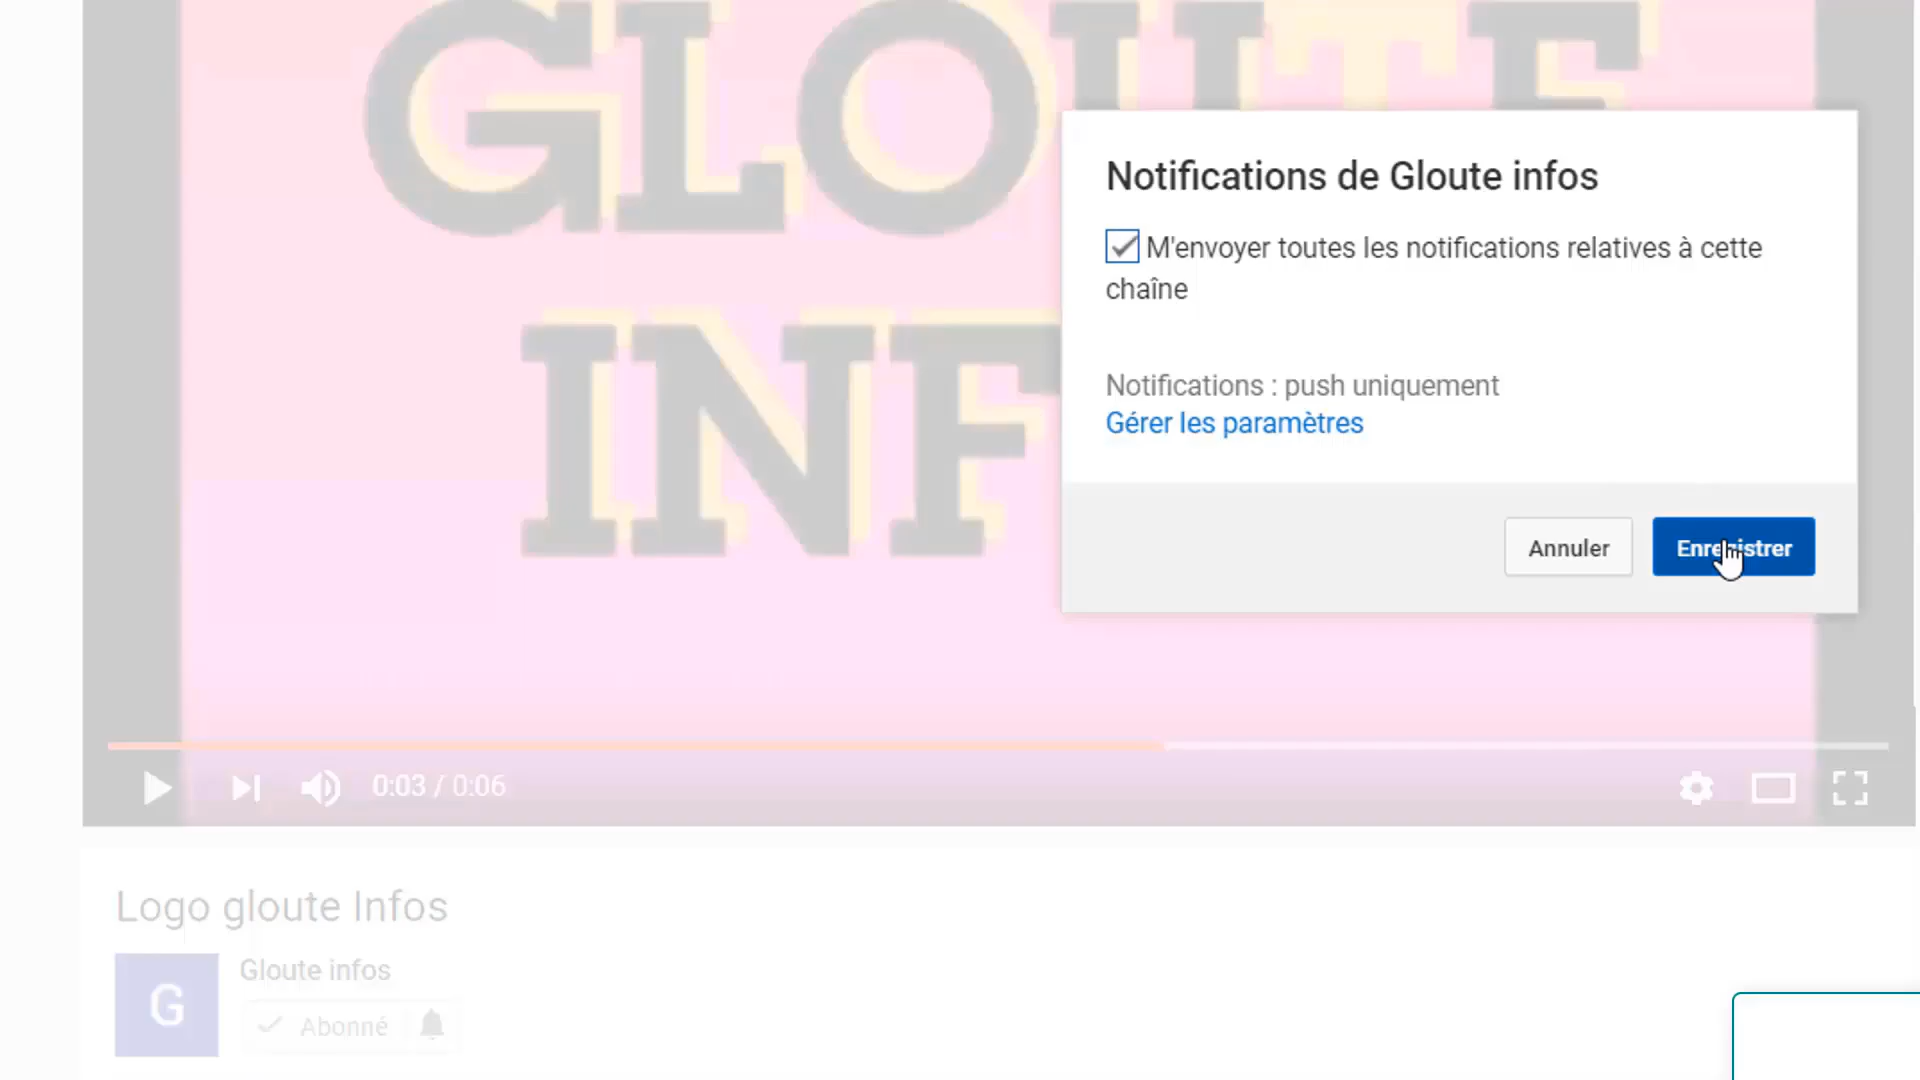 GLOUTE
INF
Notifications de Gloute infos
M'envoyer toutes les notifications relatives à cette
chaîne
Notifications : push uniquement
Gérer les paramètres
Annuler
Enregistrer
0:03 / 0:06
Logo gloute Infos
G
Gloute infos
Abonné